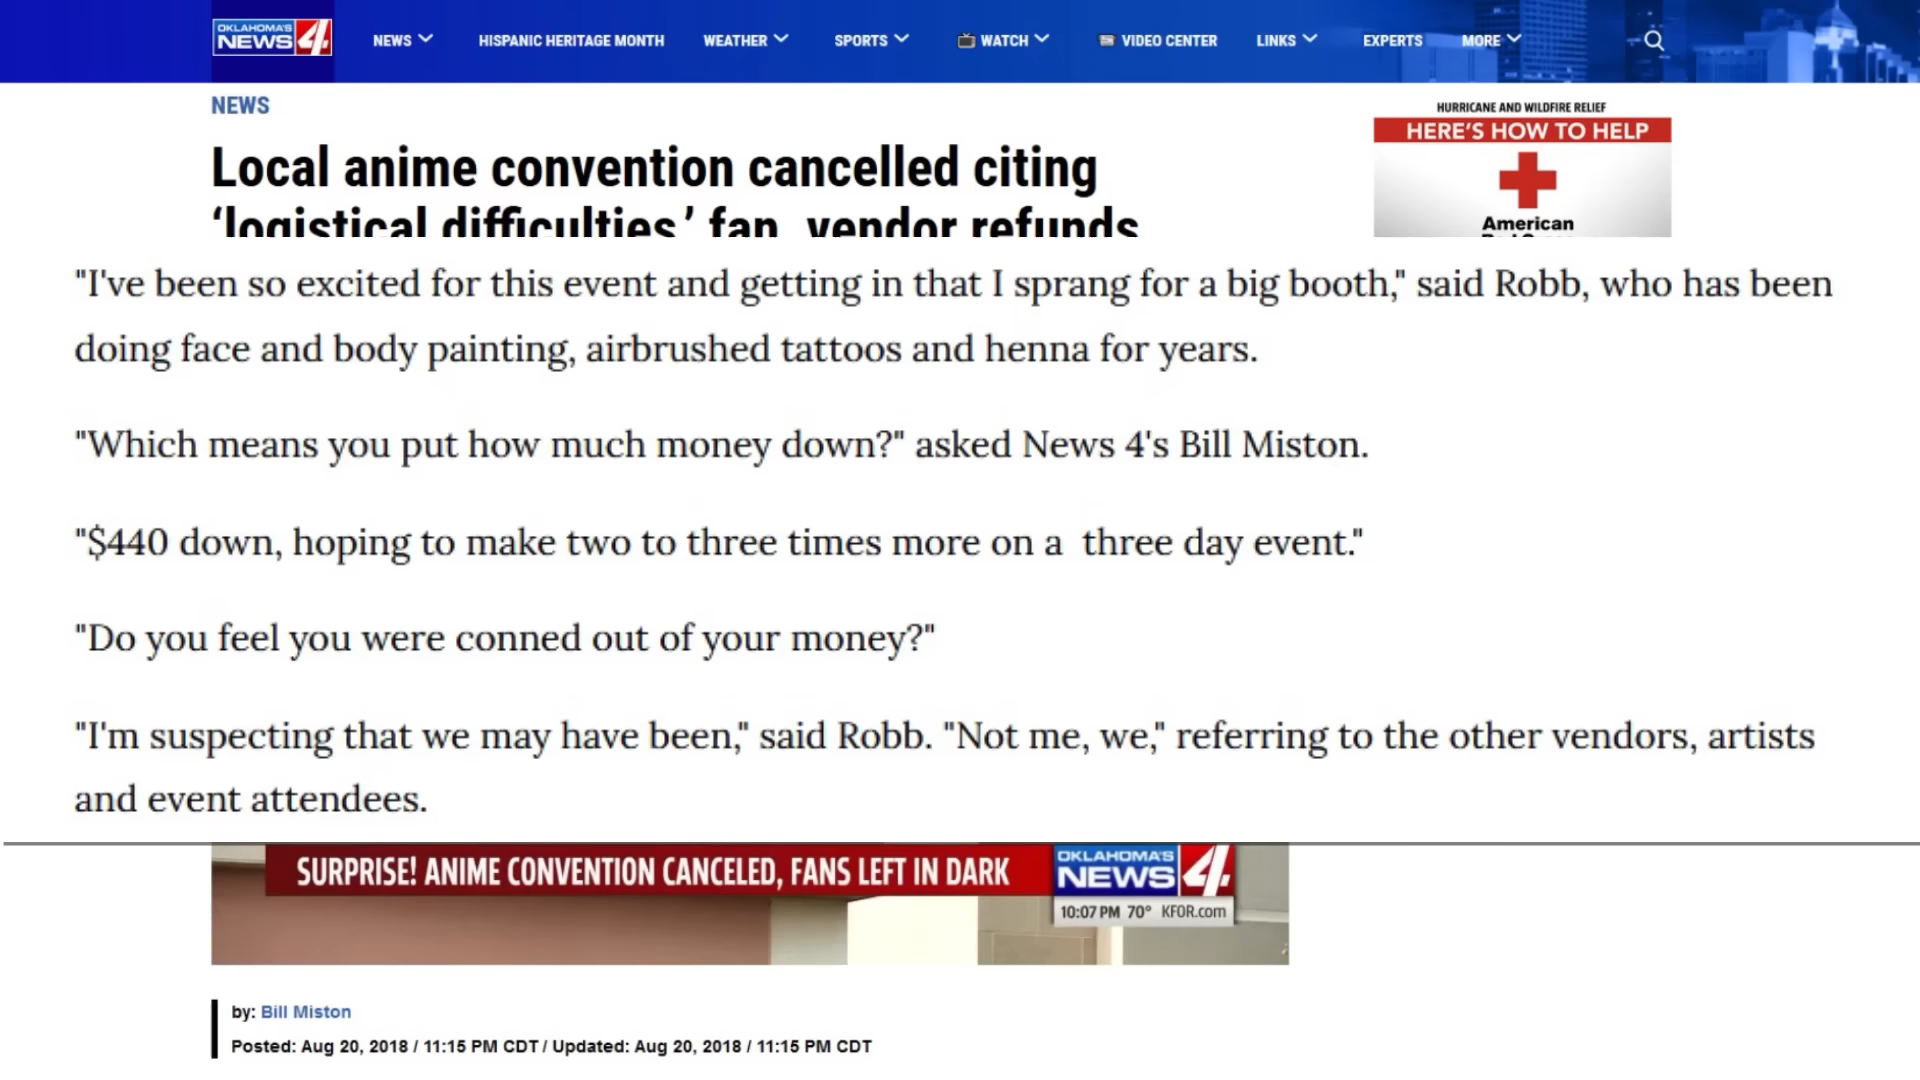 OKLAHOMA'S
NEWS 4
NEWS HISPANIC HERITAGE MONTH WEATHER SPORTS WATCH VIDEO CENTER LINKS EXPERTS MORE
NEWS
Local anime convention cancelled citing
‘logistical difficulties,’ fan, vendor refunds
HURRICANE AND WILDFIRE RELIEF
HERE'S HOW TO HELP
American
"I've been so excited for this event and getting in that I sprang for a big booth," said Robb, who has been
doing face and body painting, airbrushed tattoos and henna for years.
"Which means you put how much money down?" asked News 4's Bill Miston.
"$440 down, hoping to make two to three times more on a  three day event."
"Do you feel you were conned out of your money?"
"I'm suspecting that we may have been," said Robb. "Not me, we," referring to the other vendors, artists
and event attendees.
SURPRISE! ANIME CONVENTION CANCELED, FANS LEFT IN DARK
OKLAHOMA'S
NEWS 4
10:07 PM 70° KFOR.com
by: Bill Miston
Posted: Aug 20, 2018 / 11:15 PM CDT / Updated: Aug 20, 2018 / 11:15 PM CDT